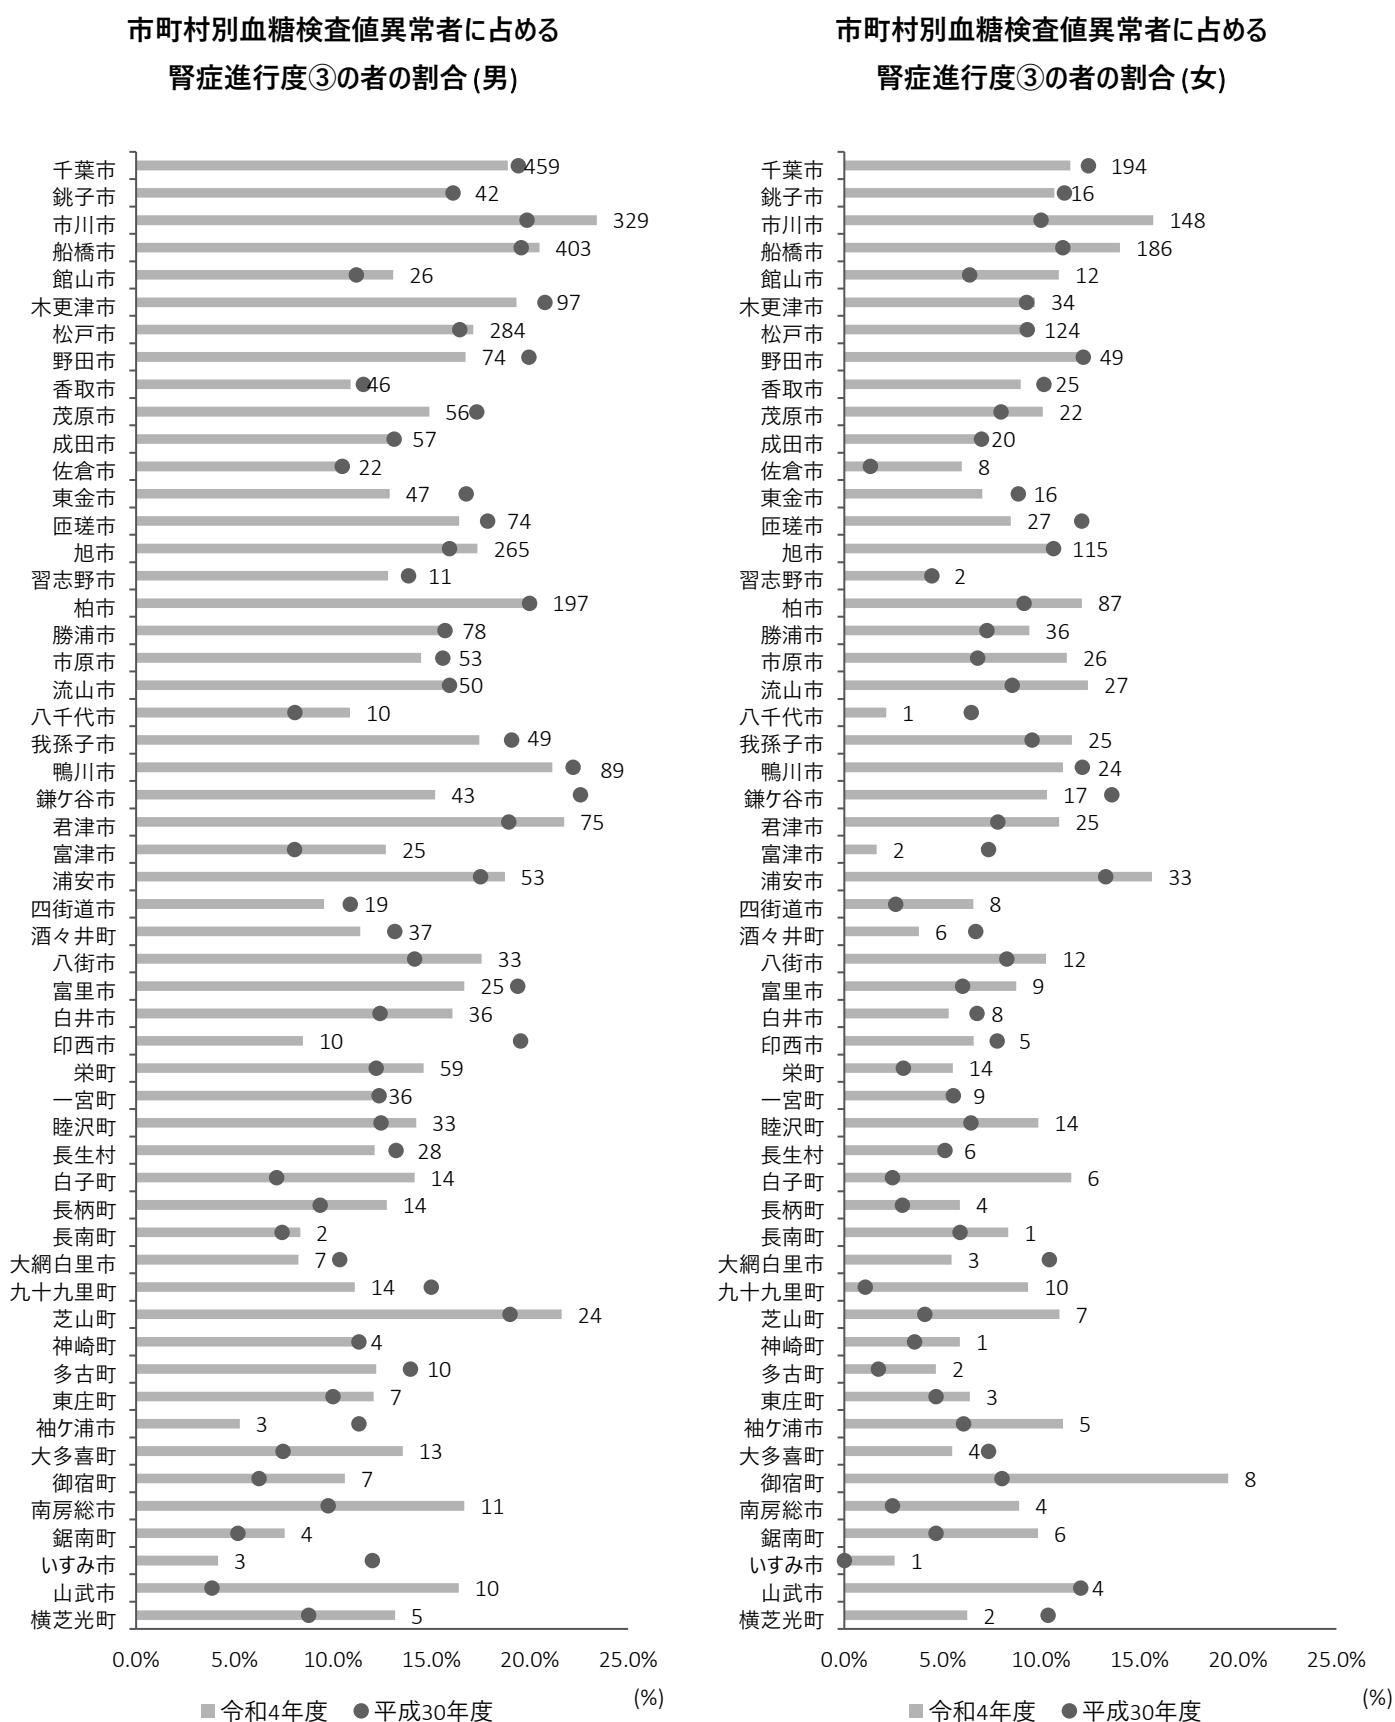 市町村別血糖検査値異常者に占める
腎症進行度③の者の割合 (男)
千葉市 459
銚子市 42
市川市 329
船橋市 403
館山市 26
木更津市 97
松戸市 284
野田市 74
香取市 46
茂原市 56
成田市 57
佐倉市 22
東金市 47
匝瑳市 74
旭市 265
習志野市 11
柏市 197
勝浦市 78
市原市 53
流山市 50
八千代市 10
我孫子市 49
鴨川市 89
鎌ケ谷市 43
君津市 75
富津市 25
浦安市 53
四街道市 19
酒々井町 37
八街市 33
富里市 25
白井市 36
印西市 10
栄町 59
一宮町 36
睦沢町 33
長生村 28
白子町 14
長柄町 14
長南町 2
大網白里市 7
九十九里町 14
芝山町 24
神崎町 4
多古町 10
東庄町 7
袖ケ浦市 3
大多喜町 13
御宿町 7
南房総市 11
鋸南町 4
いすみ市 3
山武市 10
横芝光町 5
0.0% 5.0% 10.0% 15.0% 20.0% 25.0%
(%)
令和4年度 平成30年度
市町村別血糖検査値異常者に占める
腎症進行度③の者の割合 (女)
千葉市 194
銚子市 16
市川市 148
船橋市 186
館山市 12
木更津市 34
松戸市 124
野田市 49
香取市 25
茂原市 22
成田市 20
佐倉市 8
東金市 16
匝瑳市 27
旭市 115
習志野市 2
柏市 87
勝浦市 36
市原市 26
流山市 27
八千代市 1
我孫子市 25
鴨川市 24
鎌ケ谷市 17
君津市 25
富津市 2
浦安市 33
四街道市 8
酒々井町 6
八街市 12
富里市 9
白井市 8
印西市 5
栄町 14
一宮町 9
睦沢町 14
長生村 6
白子町 6
長柄町 4
長南町 1
大網白里市 3
九十九里町 10
芝山町 7
神崎町 1
多古町 2
東庄町 3
袖ケ浦市 5
大多喜町 4
御宿町 8
南房総市 4
鋸南町 6
いすみ市 1
山武市 4
横芝光町 2
0.0% 5.0% 10.0% 15.0% 20.0% 25.0%
(%)
令和4年度 平成30年度